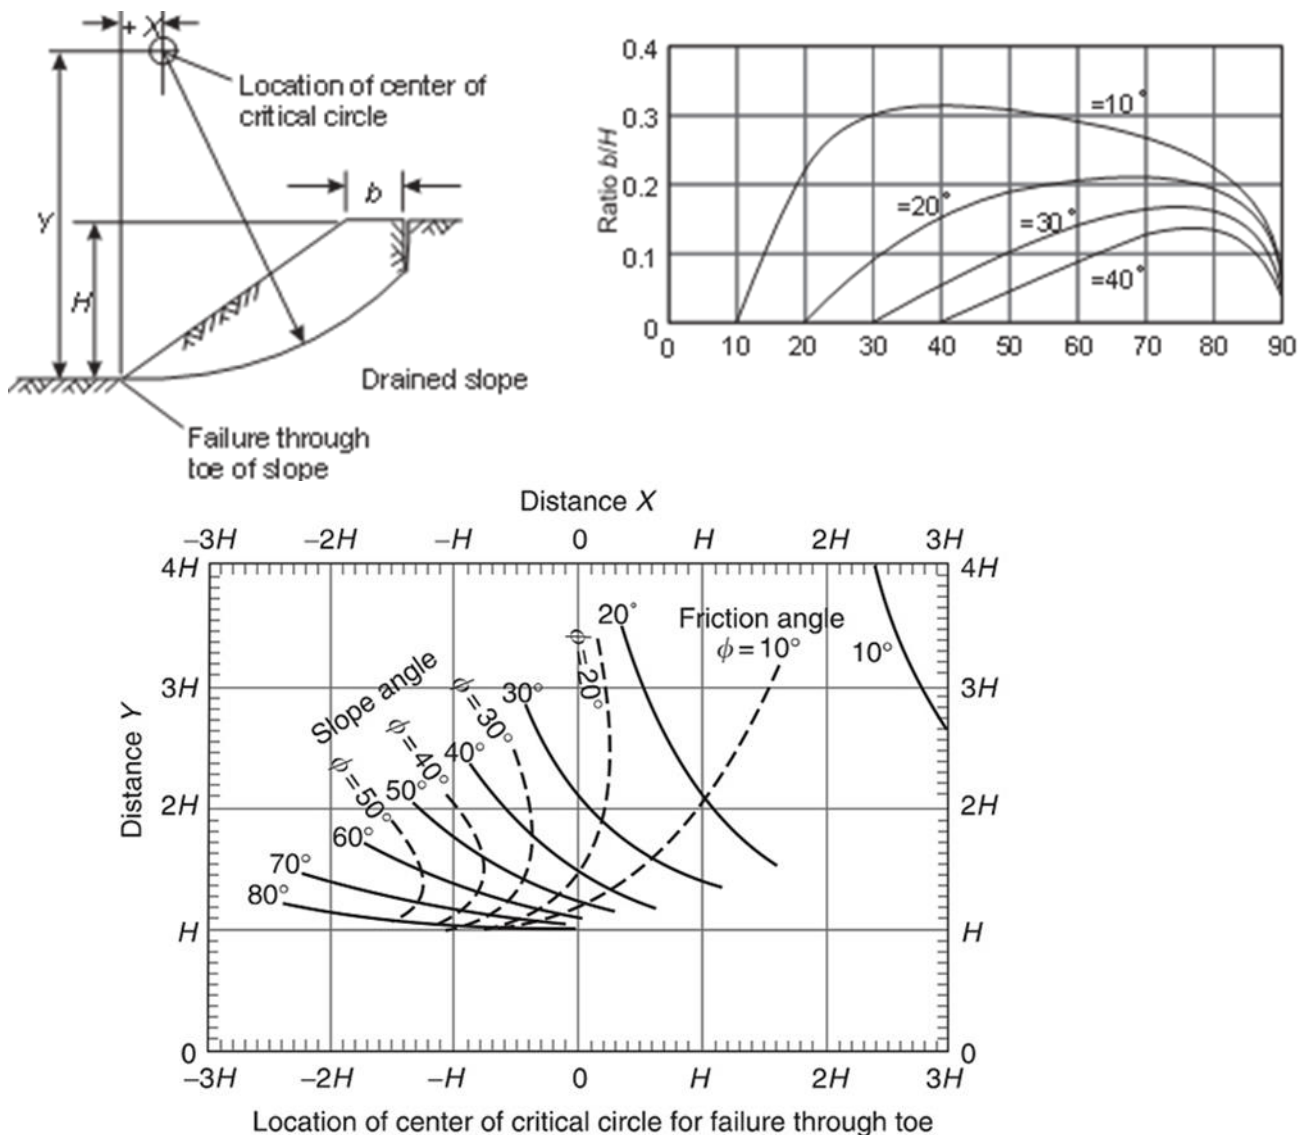 + X
Location of center of
critical circle
b
Y
H
Drained slope
Failure through
toe of slope
Ratio b/H
0.4
0.3
0.2
0.1
0
=10°
=20°
=30°
=40°
0 10 20 30 40 50 60 70 80 90
Distance X
−3H −2H −H 0 H 2H 3H
4H 4H
20° Friction angle
ϕ = 10°
10°
ϕ=20°
Slope angle
3H 3H
30°
ϕ=30°
40°
ϕ=40°
50°
ϕ=50°
Distance Y
2H 2H
60°
70°
80°
H H
0 0
−3H −2H −H 0 H 2H 3H
Location of center of critical circle for failure through toe